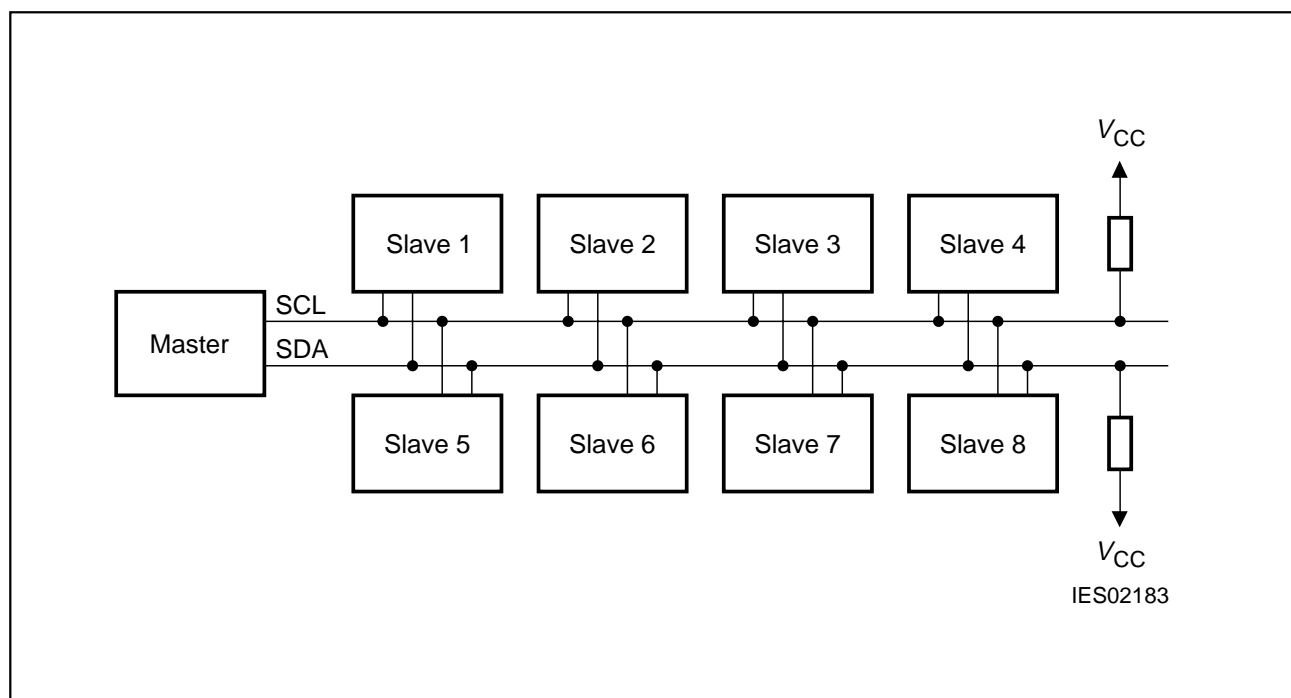 VCC
Slave 1
Slave 2
Slave 3
Slave 4
SCL
Master
SDA
Slave 5
Slave 6
Slave 7
Slave 8
VCC
IES02183